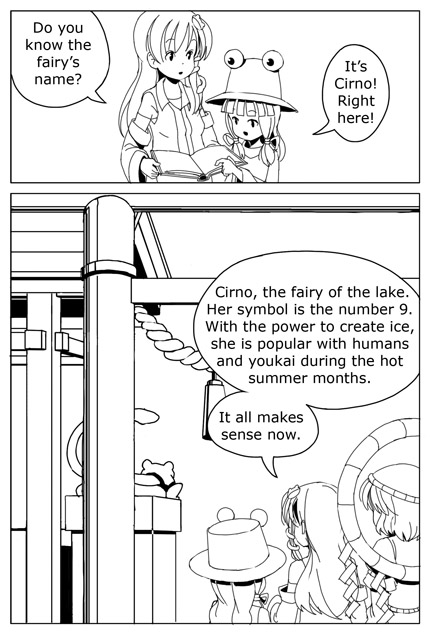 Do you
know the
fairy's
name?
It's
Cirno!
Right
here!
Cirno, the fairy of the lake.
Her symbol is the number 9.
With the power to create ice,
she is popular with humans
and youkai during the hot
summer months.
It all makes
sense now.